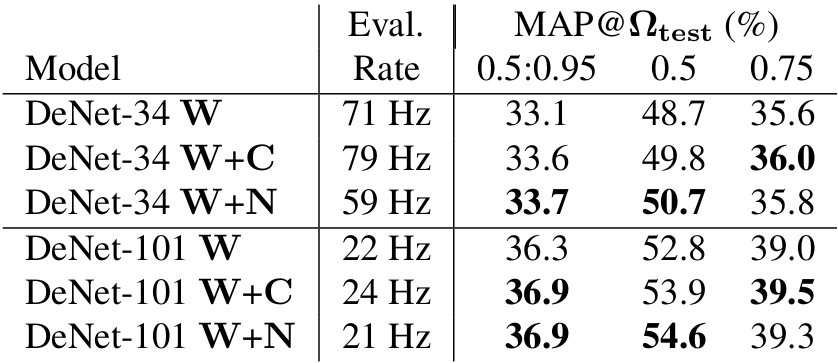 Eval. MAP@Ωtest (%)
Model Rate 0.5:0.95 0.5 0.75
DeNet-34 W 71 Hz 33.1 48.7 35.6
DeNet-34 W+C 79 Hz 33.6 49.8 36.0
DeNet-34 W+N 59 Hz 33.7 50.7 35.8
DeNet-101 W 22 Hz 36.3 52.8 39.0
DeNet-101 W+C 24 Hz 36.9 53.9 39.5
DeNet-101 W+N 21 Hz 36.9 54.6 39.3